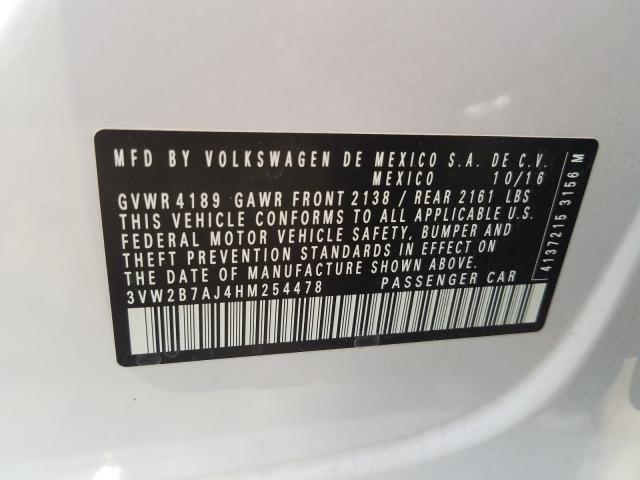 MFD BY VOLKSWAGEN DE MEXICO S.A. DE C.V.
MEXICO 10/16
GVWR 4189 GAWR FRONT 2138 / REAR 2161 LBS
THIS VEHICLE CONFORMS TO ALL APPLICABLE U.S.
FEDERAL MOTOR VEHICLE SAFETY, BUMPER AND
THEFT PREVENTION STANDARDS IN EFFECT ON
THE DATE OF MANUFACTURE SHOWN ABOVE.
3VW2B7AJ4HM254478 PASSENGER CAR
4137215 3156 M